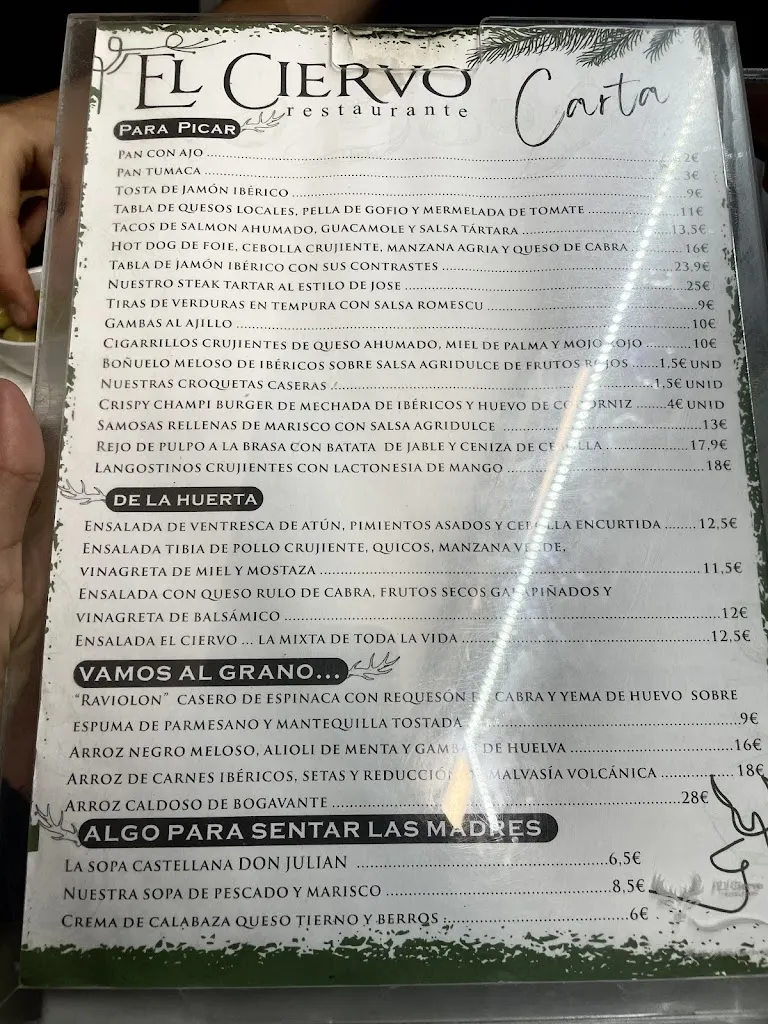 EL CIERVO
restaurante
Carta
PARA PICAR
PAN CON AJO 2€
PAN TUMACA 3€
TOSTA DE JAMÓN IBÉRICO 9€
TABLA DE QUESOS LOCALES, PELLA DE GOFIO Y MERMELADA DE TOMATE 11€
TACOS DE SALMON AHUMADO, GUACAMOLE Y SALSA TÁRTARA 13,5€
HOT DOG DE FOIE, CEBOLLA CRUJIENTE, MANZANA AGRIA Y QUESO DE CABRA 16€
TABLA DE JAMÓN IBÉRICO CON SUS CONTRASTES 23,9€
NUESTRO STEAK TARTAR AL ESTILO DE JOSE 25€
TIRAS DE VERDURAS EN TEMPURA CON SALSA ROMESCU 9€
GAMBAS AL AJILLO 10€
CIGARRILLOS CRUJIENTES DE QUESO AHUMADO, MIEL DE PALMA Y MOJO ROJO 10€
BOÑUELO MELOSO DE IBÉRICOS SOBRE SALSA AGRIDULCE DE FRUTOS ROJOS 1,5€ UND
NUESTRAS CROQUETAS CASERAS 1,5€ UNID
CRISPY CHAMPI BURGER DE MECHADA DE IBÉRICOS Y HUEVO DE CODORNIZ 4€ UNID
SAMOSAS RELLENAS DE MARISCO CON SALSA AGRIDULCE 13€
REJO DE PULPO A LA BRASA CON BATATA DE JABLE Y CENIZA DE CEBOLLA 17,9€
LANGOSTINOS CRUJIENTES CON LACTONESIA DE MANGO 18€
DE LA HUERTA
ENSALADA DE VENTRESCA DE ATÚN, PIMIENTOS ASADOS Y CEBOLLA ENCURTIDA 12,5€
ENSALADA TIBIA DE POLLO CRUJIENTE, QUICOS, MANZANA VERDE,
VINAGRETA DE MIEL Y MOSTAZA 11,5€
ENSALADA CON QUESO RULO DE CABRA, FRUTOS SECOS GARAPIÑADOS Y
VINAGRETA DE BALSÁMICO 12€
ENSALADA EL CIERVO ... LA MIXTA DE TODA LA VIDA 12,5€
VAMOS AL GRANO...
"RAVIOLON" CASERO DE ESPINACA CON REQUESÓN DE CABRA Y YEMA DE HUEVO SOBRE
ESPUMA DE PARMESANO Y MANTEQUILLA TOSTADA 9€
ARROZ NEGRO MELOSO, ALIOLI DE MENTA Y GAMBAS DE HUELVA 16€
ARROZ DE CARNES IBÉRICOS, SETAS Y REDUCCIÓN DE MALVASÍA VOLCÁNICA 18€
ARROZ CALDOSO DE BOGAVANTE 28€
ALGO PARA SENTAR LAS MADRES
LA SOPA CASTELLANA DON JULIAN 6,5€
NUESTRA SOPA DE PESCADO Y MARISCO 8,5€
CREMA DE CALABAZA QUESO TIERNO Y BERROS 6€